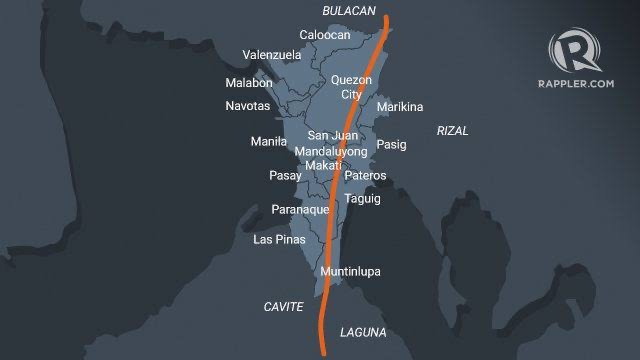 BULACAN
Caloocan
Valenzuela
Quezon
City
Malabon
Navotas
Marikina
RAPPLER.COM
RIZAL
Manila
San Juan
Mandaluyong
Pasig
Makati
Pasay
Pateros
Taguig
Paranaque
Las Pinas
Muntinlupa
CAVITE
LAGUNA